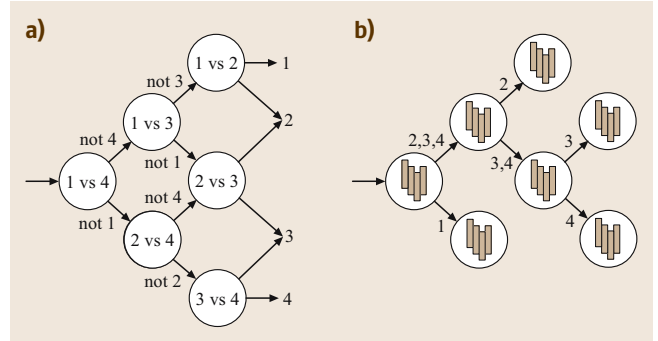 a)
1 vs 2
1
not 3
1 vs 3
2
not 4
not 1
1 vs 4
2 vs 3
not 1
not 4
2 vs 4
3
not 2
3 vs 4
4
b)
2
2,3,4
3,4
3
1
4